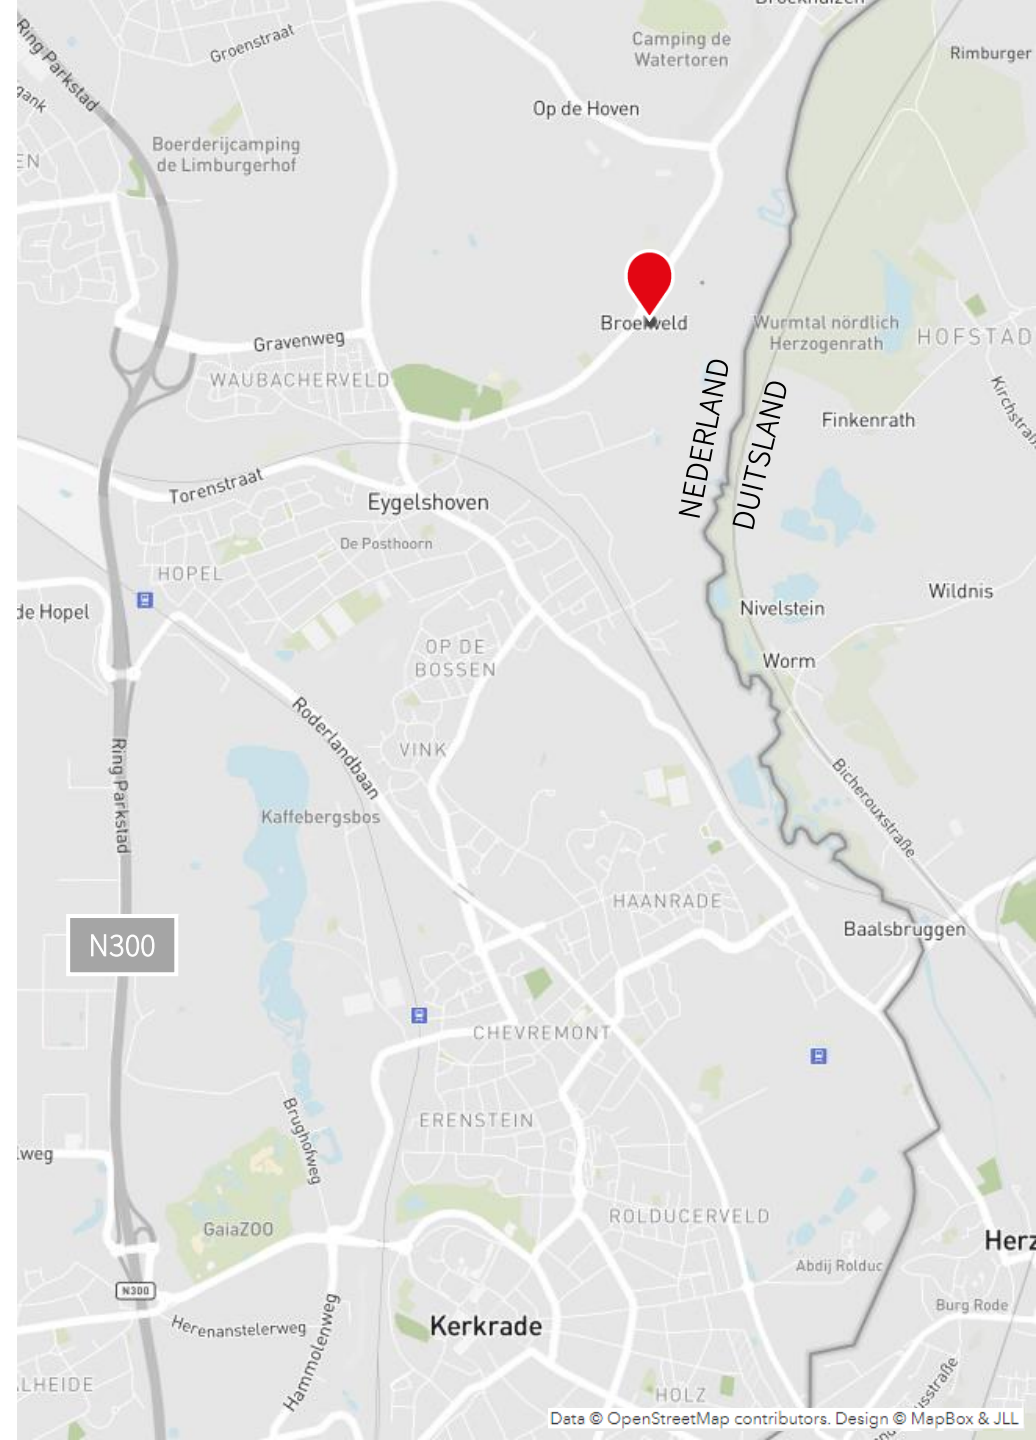 Ring Parkstad
Groenstraat
Camping de
Watertoren
Rimburger
Op de Hoven
Boerderijcamping
de Limburgerhof
Broekveld
Wurmtal nördlich
Herzogenrath
HOFSTAD
Gravenweg
WAUBACHERVELD
NEDERLAND
DUITSLAND
Finkenrath
Torenstraat
Eygelshoven
De Posthoorn
HOPEL
de Hopel
Wildnis
Nivelstein
OP DE
BOSSEN
Worm
Roderlandbaan
VINK
Ring Parkstad
Bicherouxstraße
Kaffebergsbos
HAANRADE
Baalsbruggen
N300
CHEVREMONT
ERENSTEIN
Brughofweg
ROLDUCERVELD
GaiaZOO
Abdij Rolduc
N300
Burg Rode
Herenanstelerweg
Hammolenweg
Kerkrade
HOLZ
Data © OpenStreetMap contributors. Design © MapBox & JLL